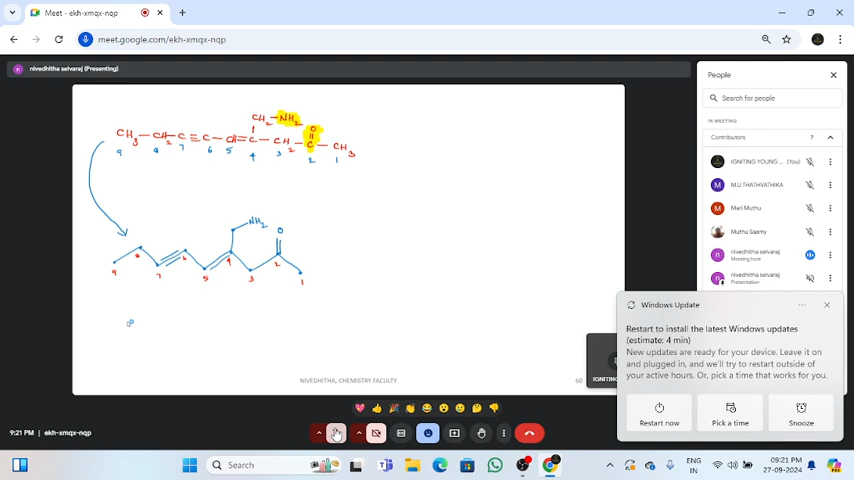 Meet - ekh-xmqx-nqp
meet.google.com/ekh-xmqx-nqp
nivedhitha selvaraj (Presenting)
CH2 - NH2
O
CH3 - CH2 - C ≡ C - CH = C - CH2 - C - CH3
9 8 7 6 5 4 3 2 1
NH2
O
9 8 7 6 5 4 3 2 1
NIVEDHITHA, CHEMISTRY FACULTY
60
People
Search for people
IN MEETING
Contributors 7
IGNITING YOUNG ... (You)
M.U THATHVATHIKA
Mari Muthu
Muthu Saamy
nivedhitha selvaraj
Meeting host
nivedhitha selvaraj
Presentation
IGNITI
Windows Update
Restart to install the latest Windows updates
(estimate: 4 min)
New updates are ready for your device. Leave it on
and plugged in, and we'll try to restart outside of
your active hours. Or, pick a time that works for you.
Restart now
Pick a time
Snooze
9:21 PM | ekh-xmqx-nqp
Search
ENG
IN
09:21 PM
27-09-2024